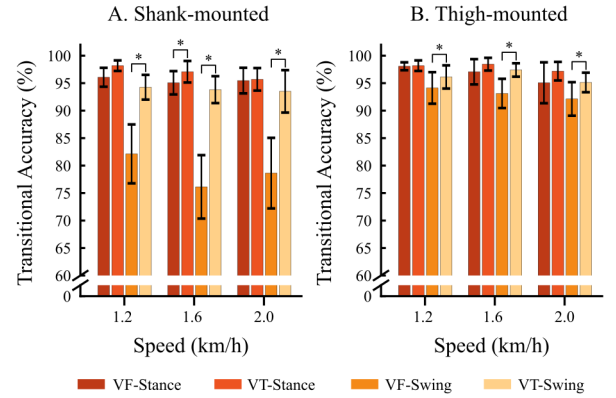 A. Shank-mounted
B. Thigh-mounted
Transitional Accuracy (%)
100
95
90
85
80
75
70
65
60
0
* * * *
1.2 1.6 2.0
Speed (km/h)
Transitional Accuracy (%)
100
95
90
85
80
75
70
65
60
0
* * *
1.2 1.6 2.0
Speed (km/h)
VF-Stance VT-Stance VF-Swing VT-Swing